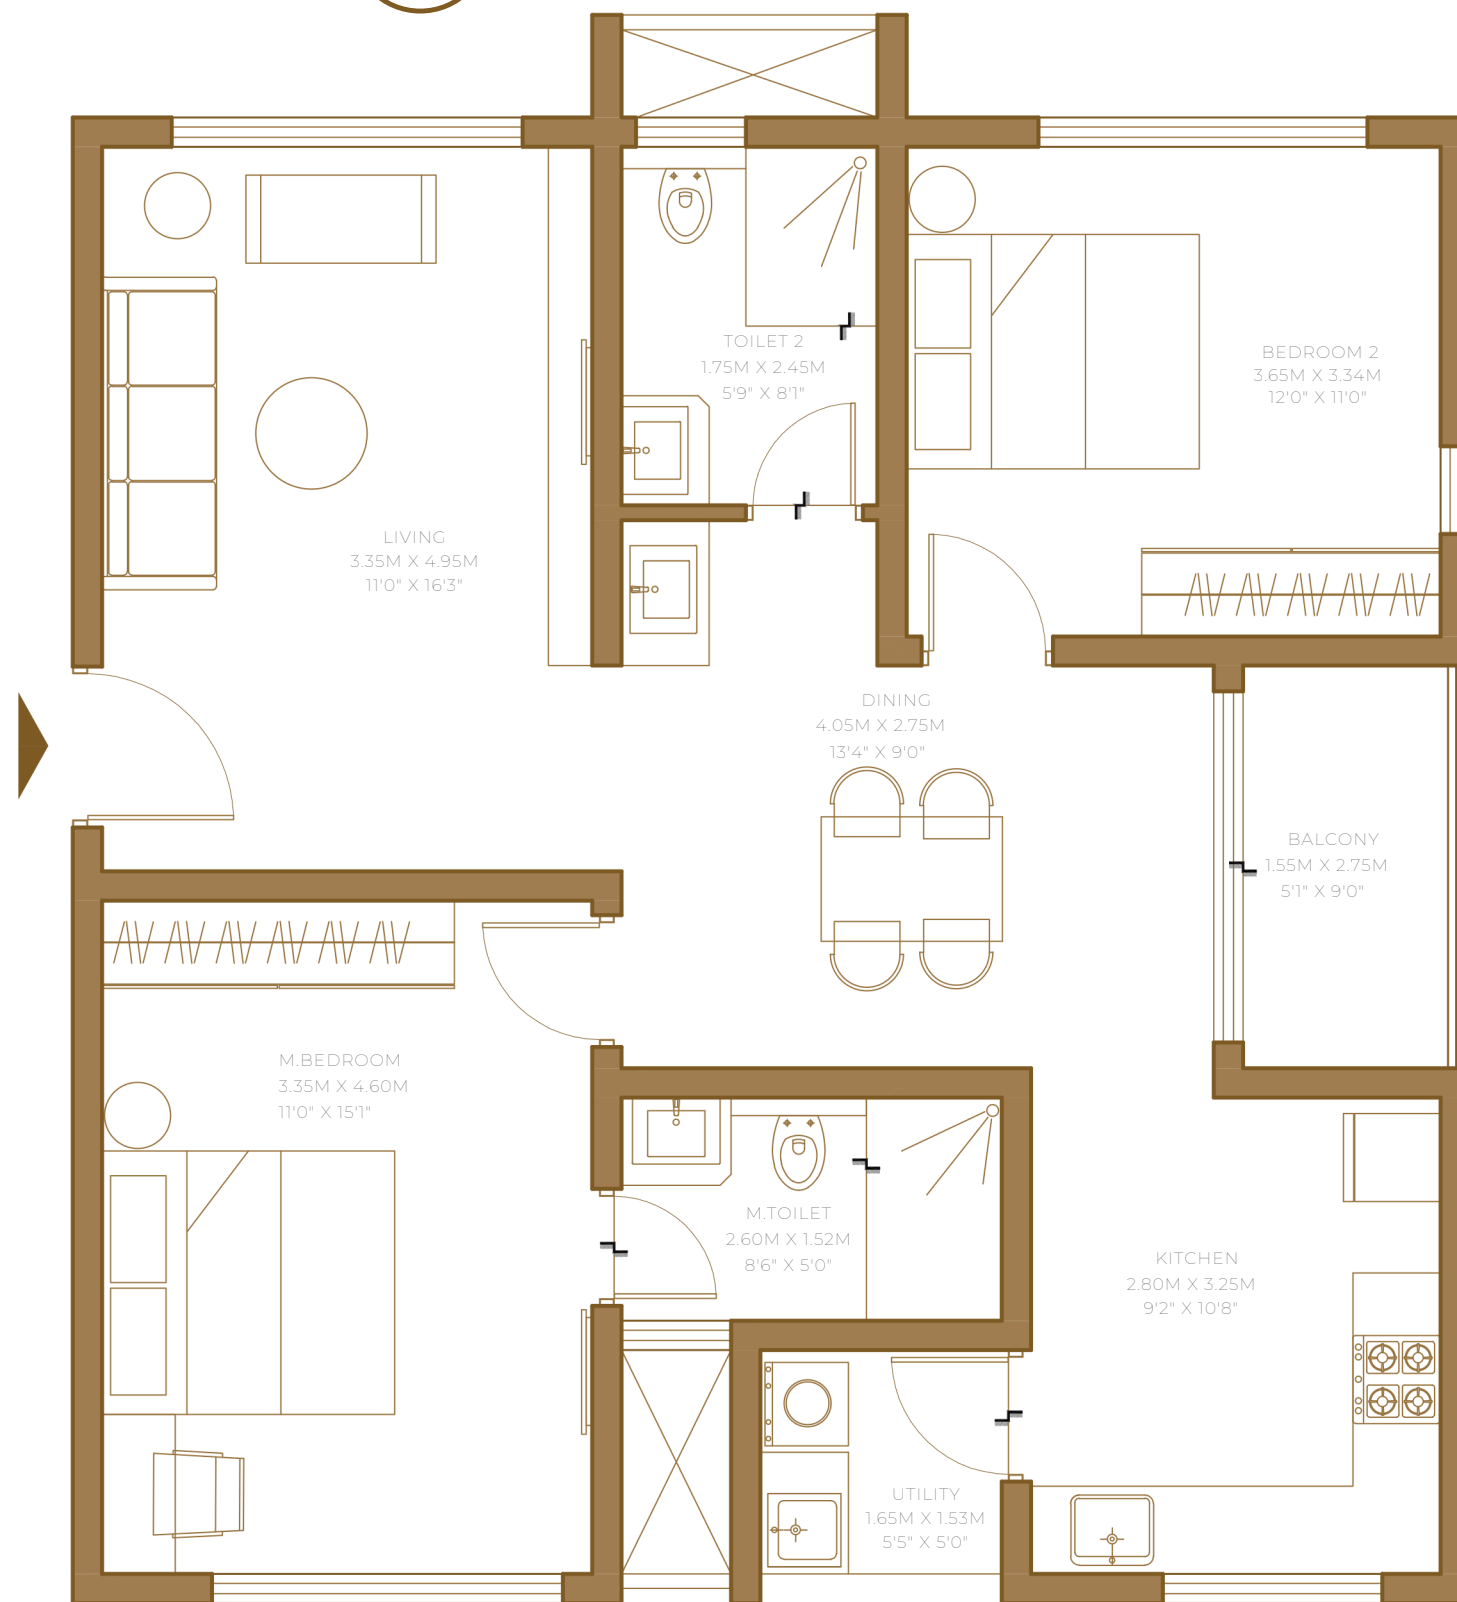 TOILET 2
1.75M X 2.45M
5'9" X 8'1"
BEDROOM 2
3.65M X 3.34M
12'0" X 11'0"
LIVING
3.35M X 4.95M
11'0" X 16'3"
DINING
4.05M X 2.75M
13'4" X 9'0"
BALCONY
1.55M X 2.75M
5'1" X 9'0"
M.BEDROOM
3.35M X 4.60M
11'0" X 15'1"
M.TOILET
2.60M X 1.52M
8'6" X 5'0"
KITCHEN
2.80M X 3.25M
9'2" X 10'8"
UTILITY
1.65M X 1.53M
5'5" X 5'0"